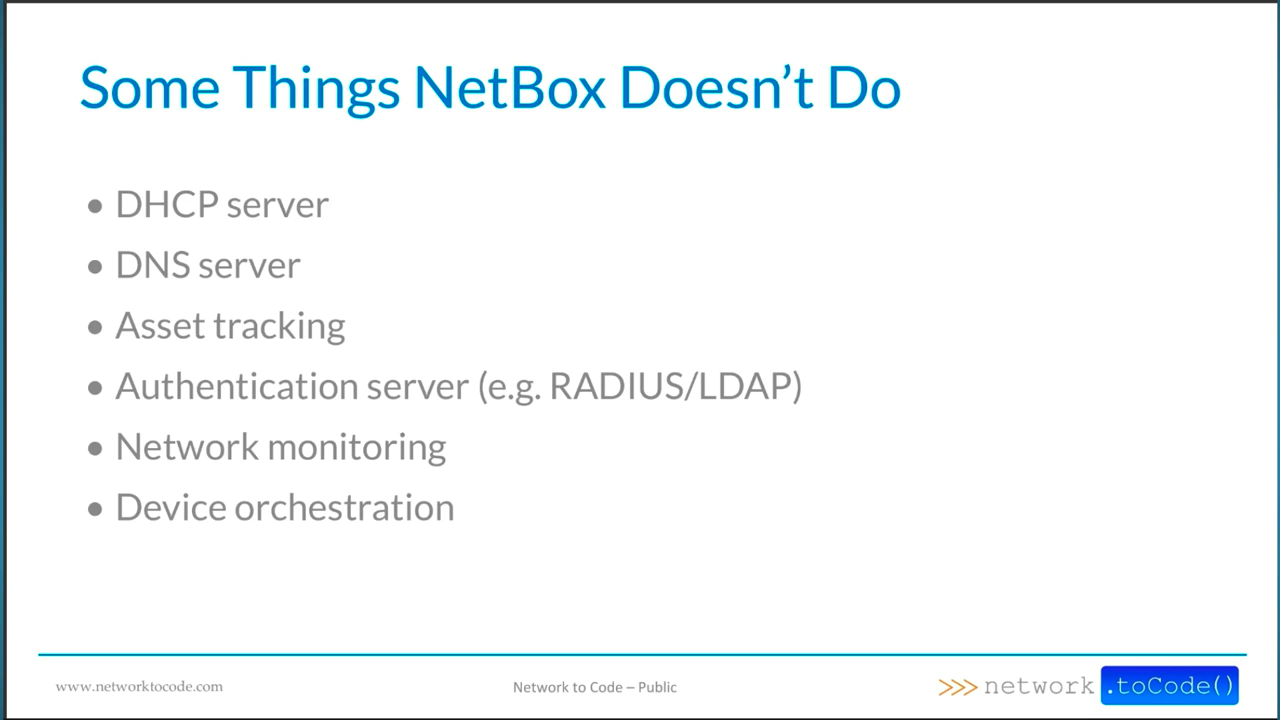 Some Things NetBox Doesn’t Do
• DHCP server
• DNS server
• Asset tracking
• Authentication server (e.g. RADIUS/LDAP)
• Network monitoring
• Device orchestration
www.networktocode.com
Network to Code – Public
>>> network .toCode()